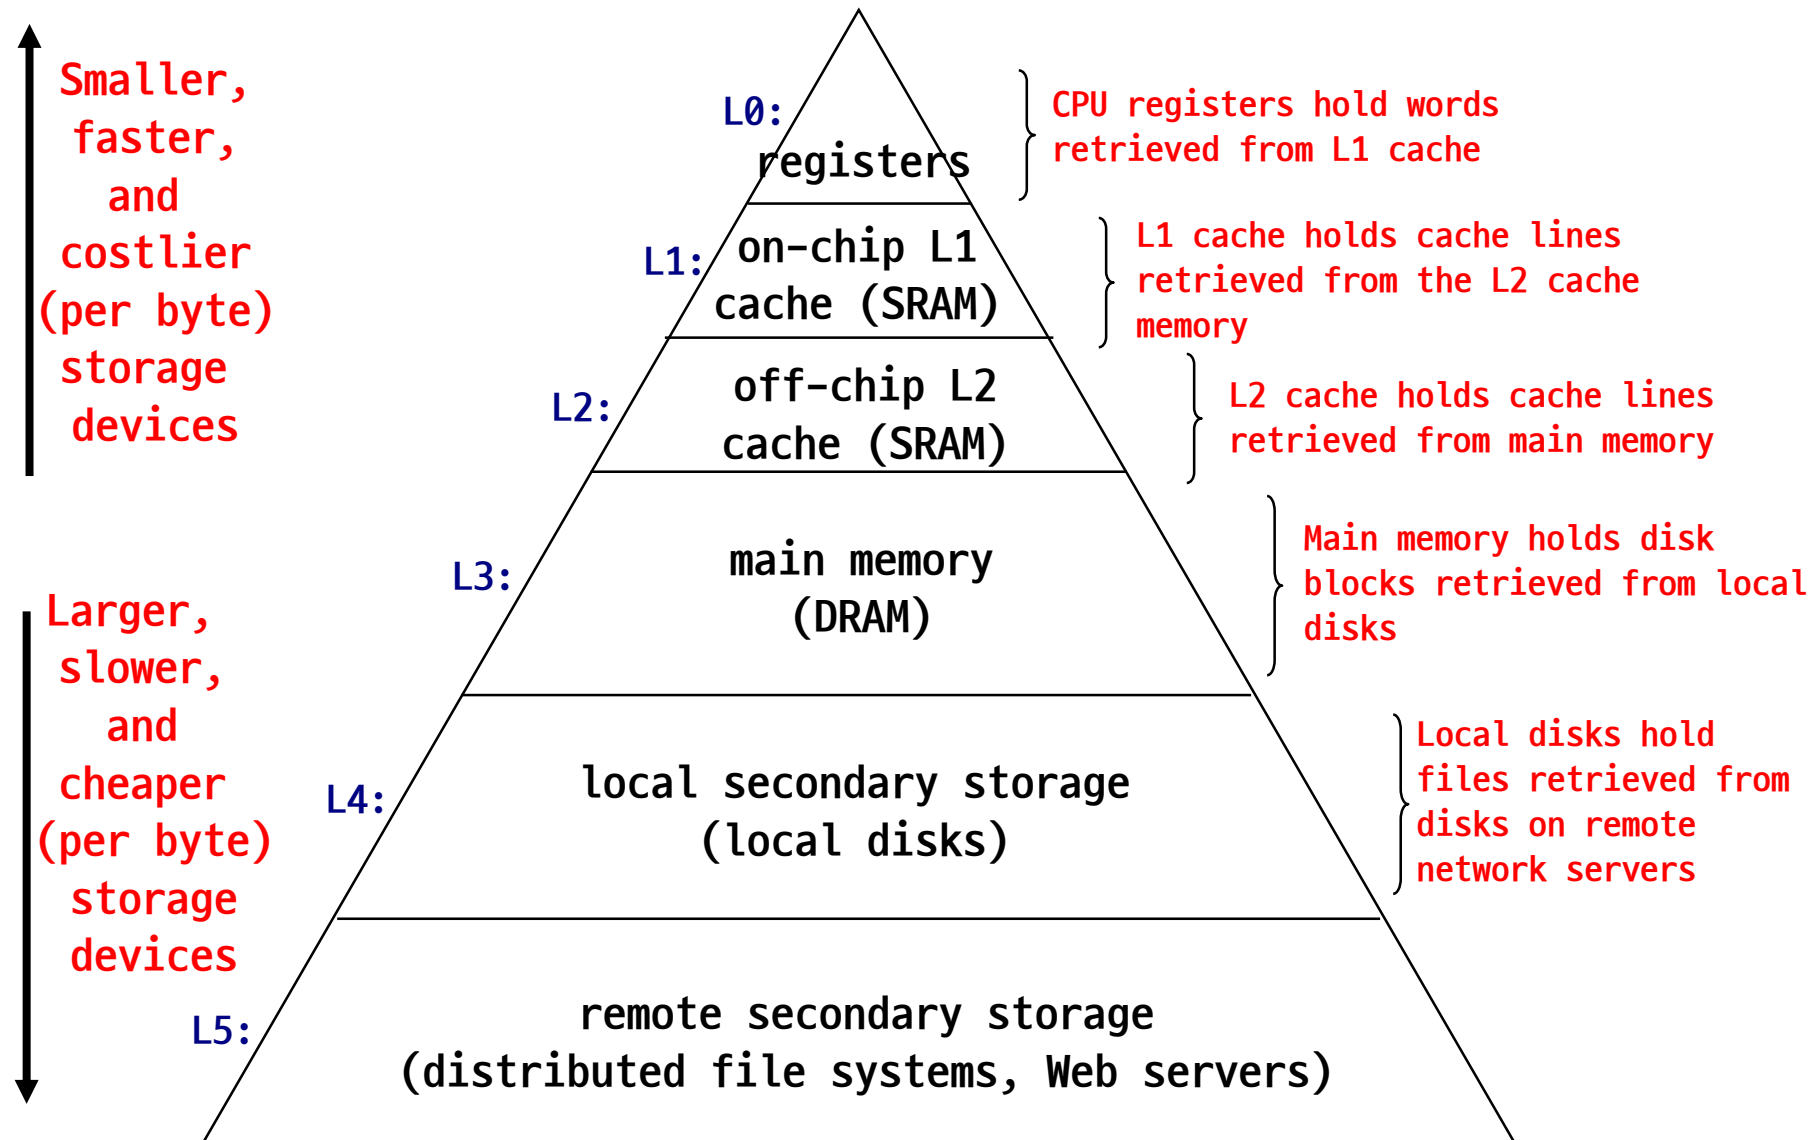 Smaller,
faster,
and
costlier
(per byte)
storage
devices
Larger,
slower,
and
cheaper
(per byte)
storage
devices
L0:
registers
CPU registers hold words
retrieved from L1 cache
L1:
on-chip L1
cache (SRAM)
L1 cache holds cache lines
retrieved from the L2 cache
memory
L2:
off-chip L2
cache (SRAM)
L2 cache holds cache lines
retrieved from main memory
L3:
main memory
(DRAM)
Main memory holds disk
blocks retrieved from local
disks
L4:
local secondary storage
(local disks)
Local disks hold
files retrieved from
disks on remote
network servers
L5:
remote secondary storage
(distributed file systems, Web servers)